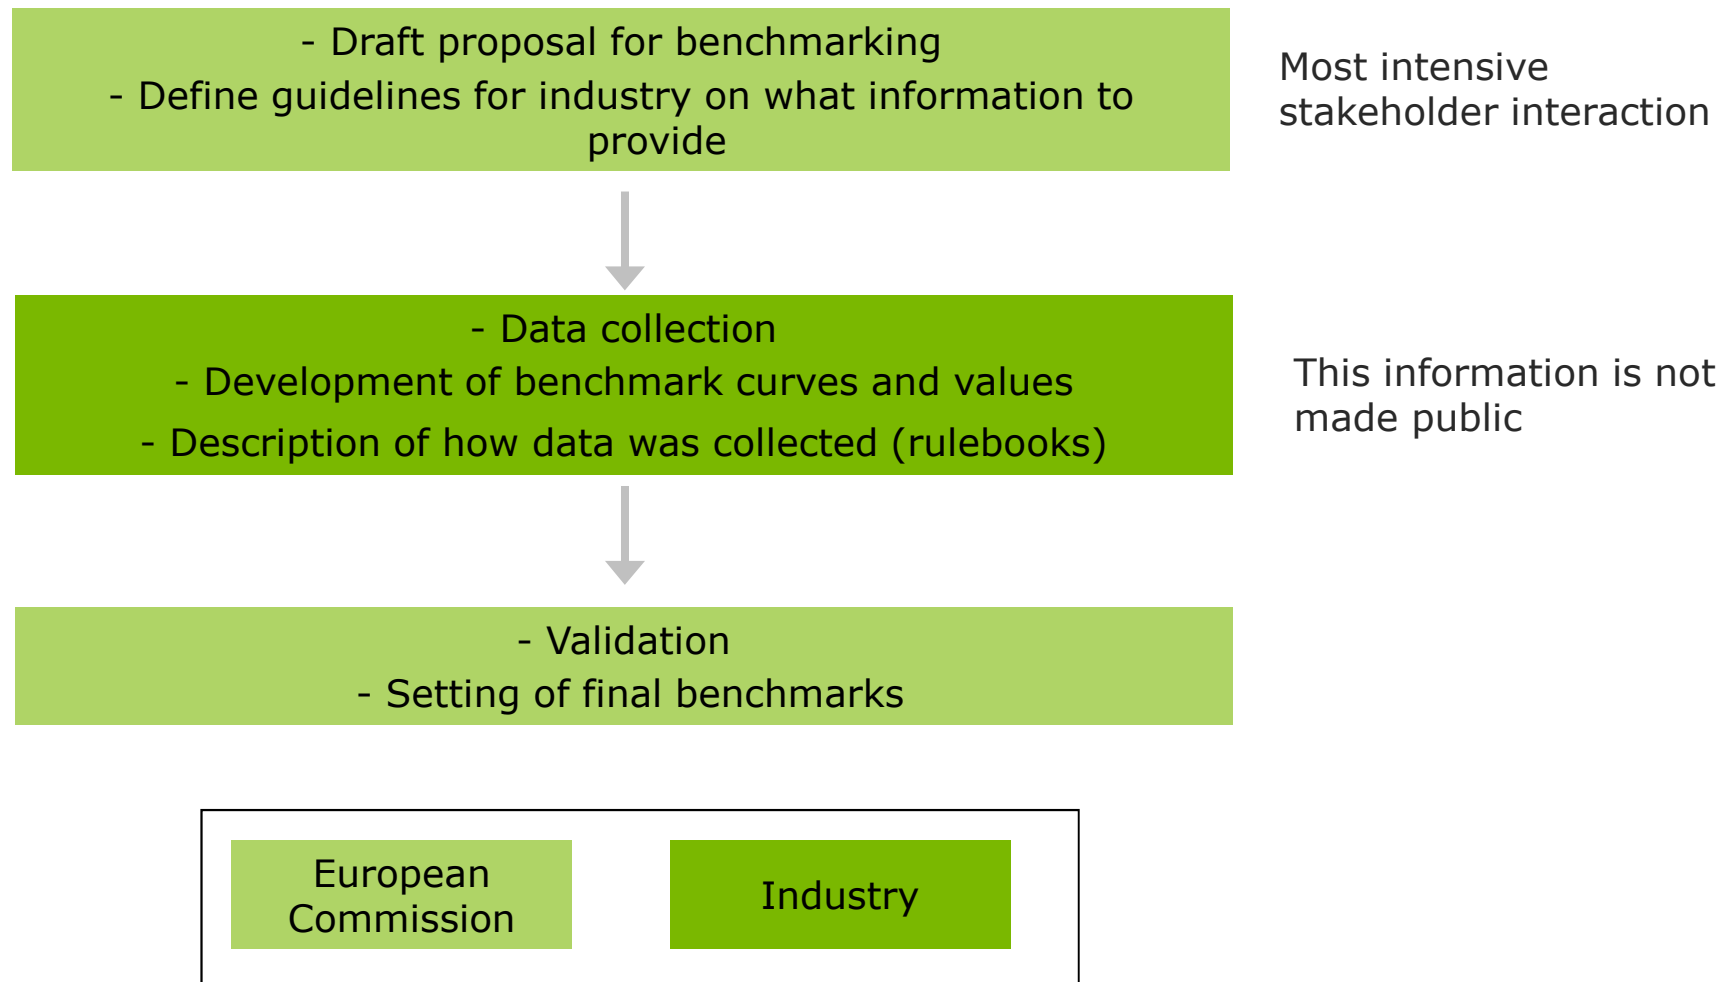 - Draft proposal for benchmarking
- Define guidelines for industry on what information to
provide
Most intensive
stakeholder interaction
- Data collection
- Development of benchmark curves and values
- Description of how data was collected (rulebooks)
This information is not
made public
- Validation
- Setting of final benchmarks
European
Commission
Industry